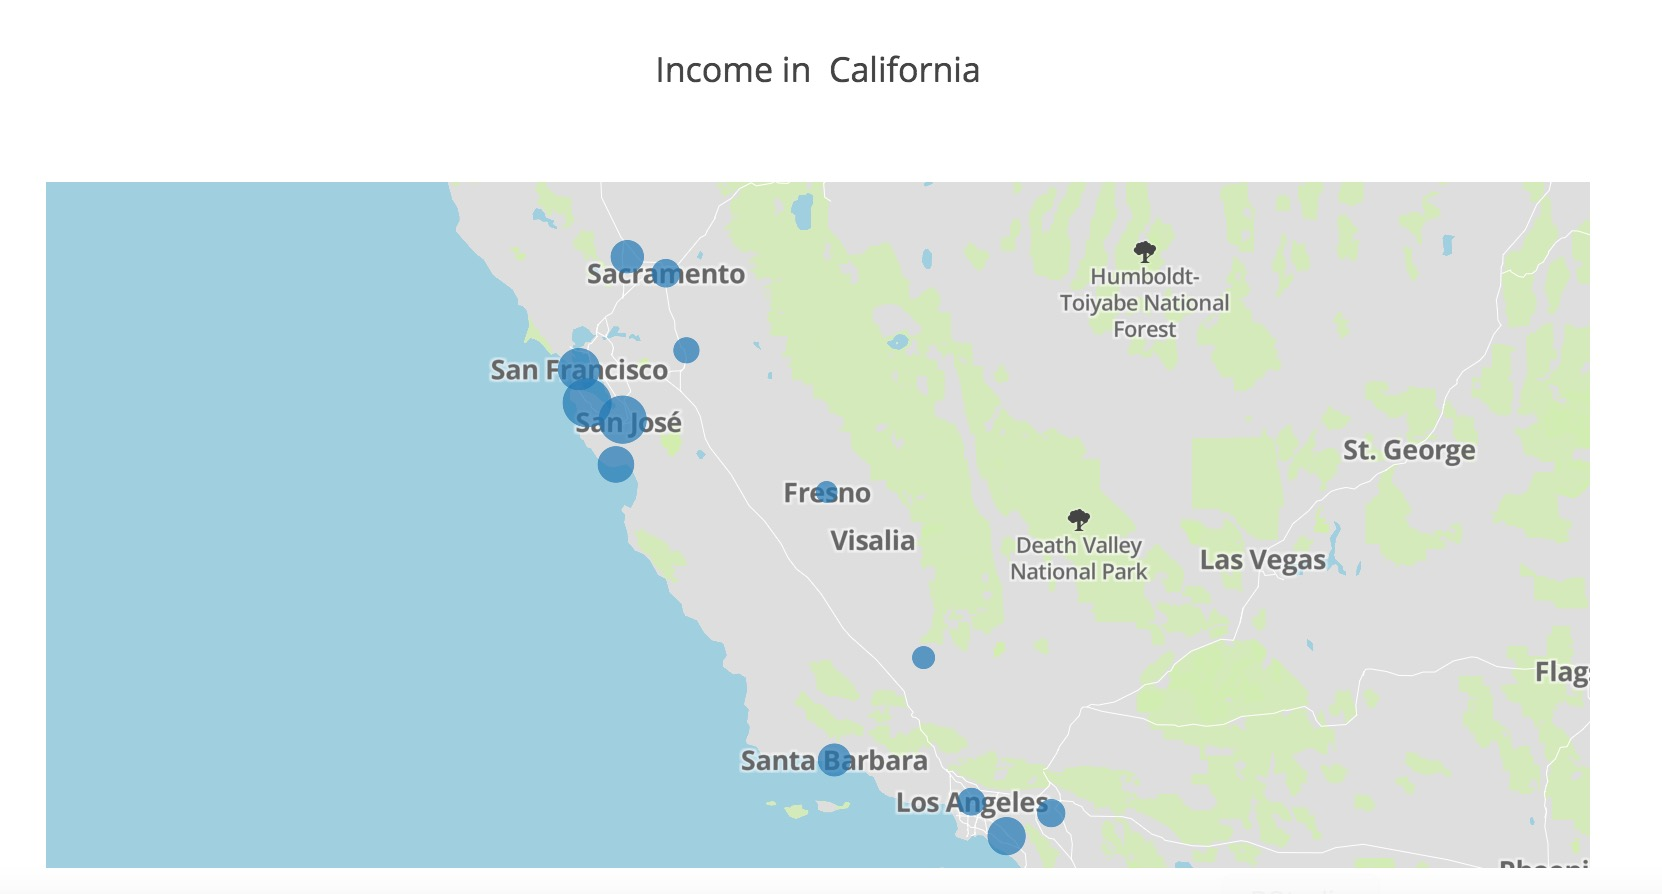 Income in  California
Sacramento
Humboldt-
Toiyabe National
Forest
San Francisco
San José
St. George
Fresno
Visalia
Death Valley
National Park
Las Vegas
Flag
Santa Barbara
Los Angeles